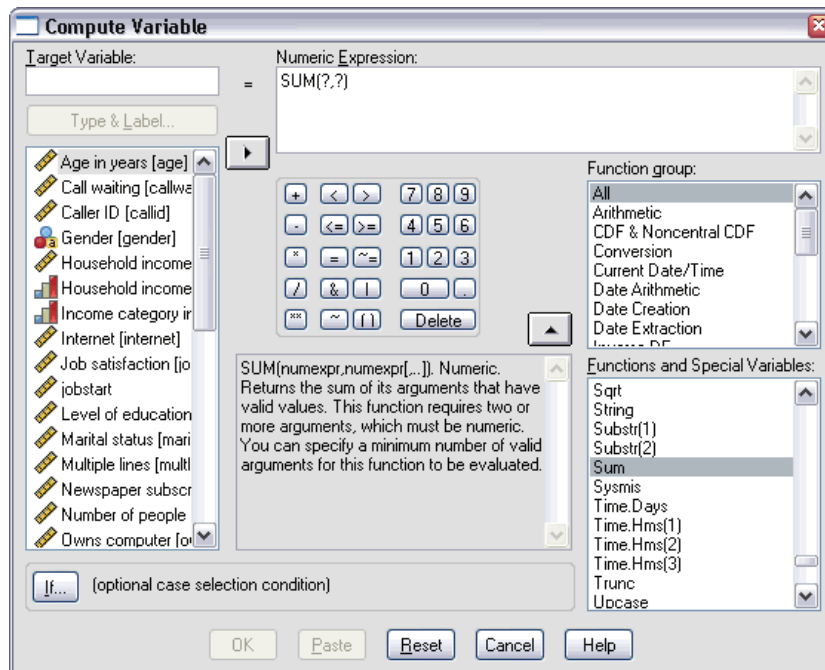 Compute Variable
Target Variable:
=
Numeric Expression:
SUM(?,?)
Type & Label...
Age in years [age]
Call waiting [callwa
Caller ID [callid]
Gender [gender]
Household income
Household income
Income category ir
Internet [internet]
Job satisfaction [jo
jobstart
Level of education
Marital status [mari
Multiple lines [multl
Newspaper subscr
Number of people
Owns computer [ov
+ < > 7 8 9
- <= >= 4 5 6
* = ~= 1 2 3
/ & | 0 .
** ~ ( ) Delete
SUM(numexpr,numexpr[,..]). Numeric.
Returns the sum of its arguments that have
valid values. This function requires two or
more arguments, which must be numeric.
You can specify a minimum number of valid
arguments for this function to be evaluated.
Function group:
All
Arithmetic
CDF & Noncentral CDF
Conversion
Current Date/Time
Date Arithmetic
Date Creation
Date Extraction
Inverse DF
Functions and Special Variables:
Sqrt
String
Substr(1)
Substr(2)
Sum
Sysmis
Time.Days
Time.Hms(1)
Time.Hms(2)
Time.Hms(3)
Trunc
Upcase
If... (optional case selection condition)
OK Paste Reset Cancel Help